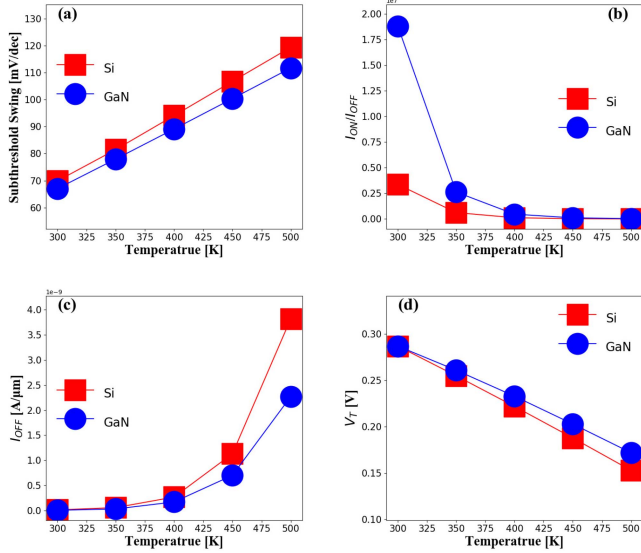 (a)
Subthreshold Swing [mV/dec]
130
120
110
100
90
80
70
60
Si
GaN
300 325 350 375 400 425 450 475 500
Temperatrue [K]
(b)
1e7
I_ON/I_OFF
2.00
1.75
1.50
1.25
1.00
0.75
0.50
0.25
0.00
Si
GaN
300 325 350 375 400 425 450 475 500
Temperatrue [K]
(c)
1e-9
I_OFF [A/μm]
4.0
3.5
3.0
2.5
2.0
1.5
1.0
0.5
0.0
Si
GaN
300 325 350 375 400 425 450 475 500
Temperatrue [K]
(d)
V_T [V]
0.30
0.25
0.20
0.15
0.10
Si
GaN
300 325 350 375 400 425 450 475 500
Temperatrue [K]